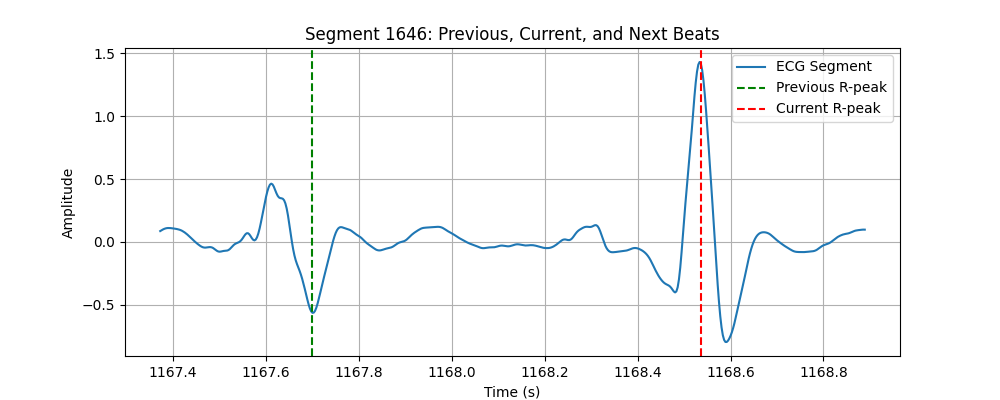 Segment 1646: Previous, Current, and Next Beats
1.5
1.0
0.5
0.0
−0.5
Amplitude
ECG Segment
Previous R-peak
Current R-peak
1167.4 1167.6 1167.8 1168.0 1168.2 1168.4 1168.6 1168.8
Time (s)